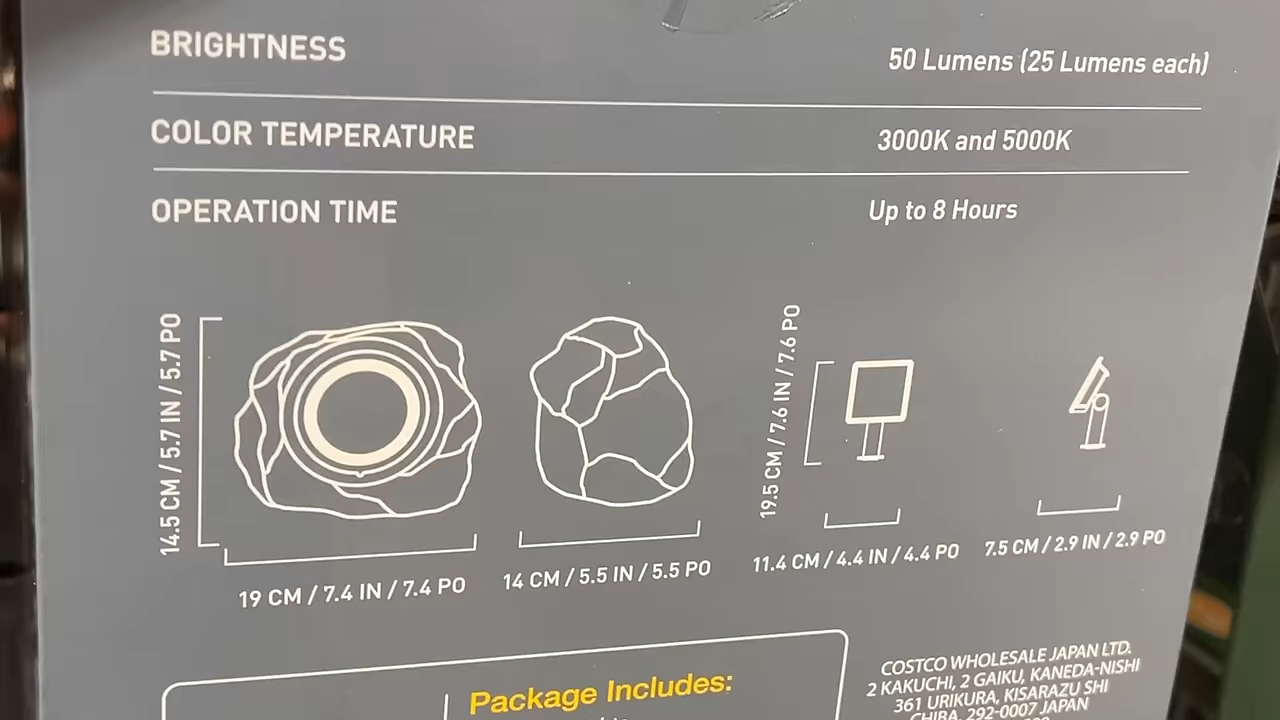 BRIGHTNESS 50 Lumens (25 Lumens each)
COLOR TEMPERATURE 3000K and 5000K
OPERATION TIME Up to 8 Hours
14.5 CM / 5.7 IN / 5.7 PO
19 CM / 7.4 IN / 7.4 PO
14 CM / 5.5 IN / 5.5 PO
19.5 CM / 7.6 IN / 7.6 PO
11.4 CM / 4.4 IN / 4.4 PO
7.5 CM / 2.9 IN / 2.9 PO
Package Includes:
COSTCO WHOLESALE JAPAN LTD.
2 KAKUCHI, 2 GAIKU, KANEDA-NISHI
361 URIKURA, KISARAZU SHI
CHIBA, 292-0007 JAPAN